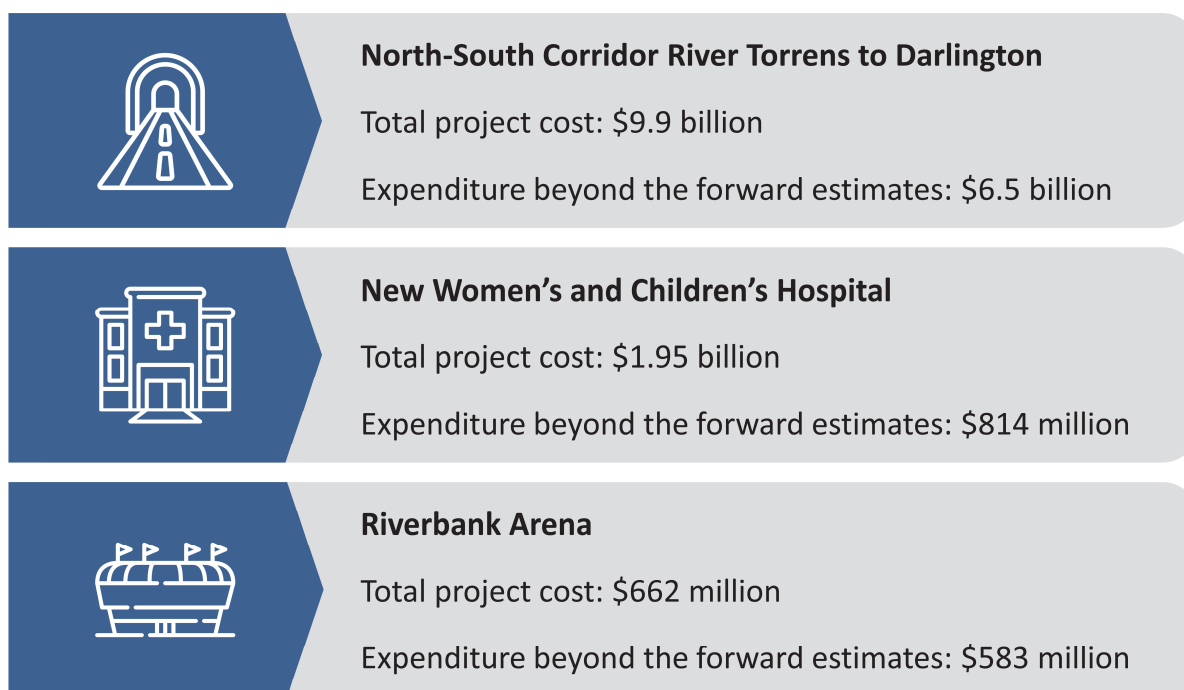 North-South Corridor River Torrens to Darlington
Total project cost: $9.9 billion
Expenditure beyond the forward estimates: $6.5 billion
New Women’s and Children’s Hospital
Total project cost: $1.95 billion
Expenditure beyond the forward estimates: $814 million
Riverbank Arena
Total project cost: $662 million
Expenditure beyond the forward estimates: $583 million